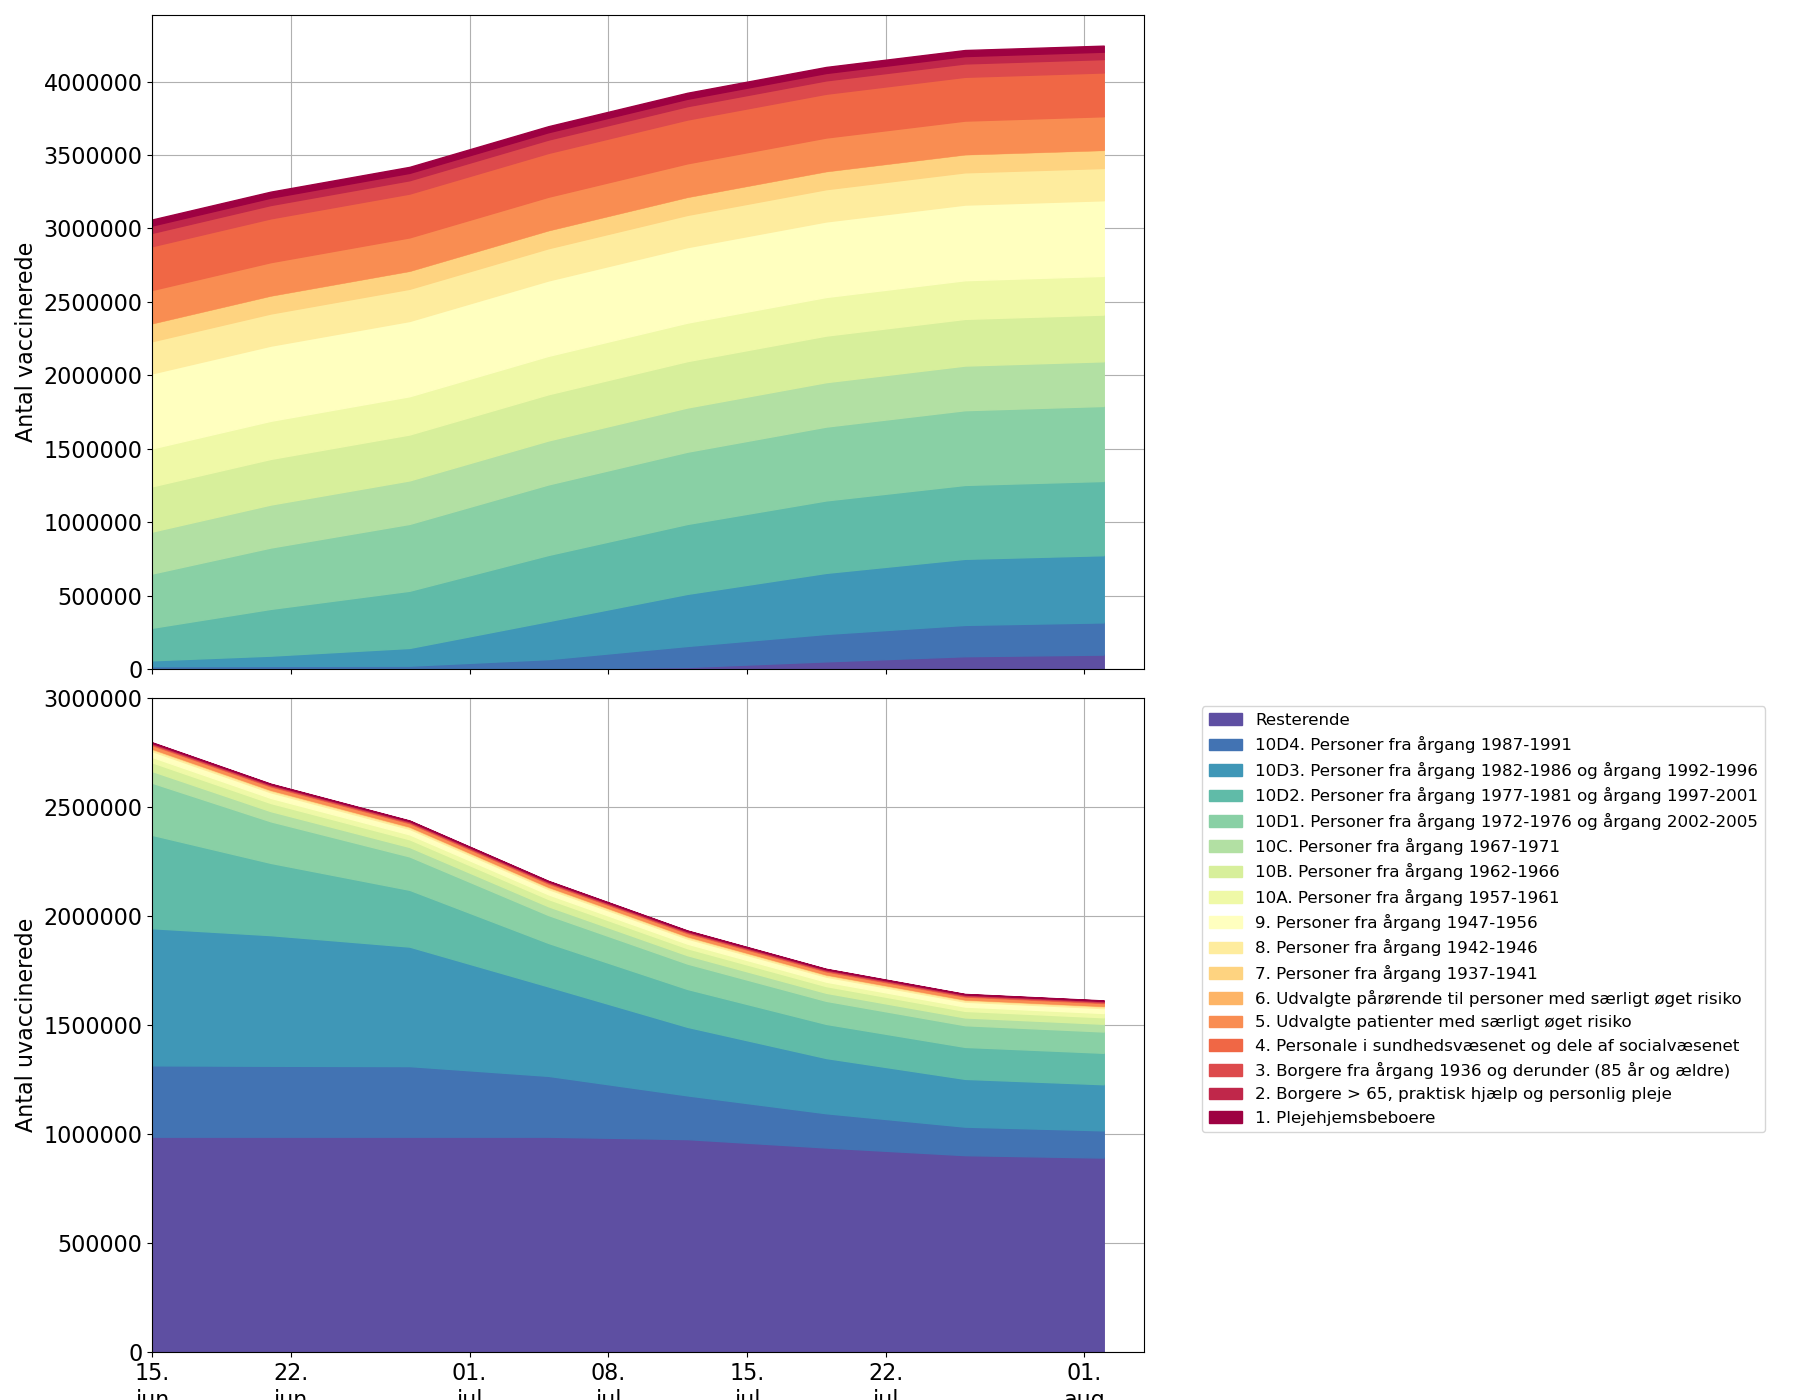 4000000
3500000
3000000
2500000
2000000
1500000
1000000
500000
0
Antal vaccinerede
3000000
2500000
2000000
1500000
1000000
500000
0
Antal uvaccinerede
15. 22. 01. 08. 15. 22. 01.
jun jun jul jul jul jul aug
Resterende
10D4. Personer fra årgang 1987-1991
10D3. Personer fra årgang 1982-1986 og årgang 1992-1996
10D2. Personer fra årgang 1977-1981 og årgang 1997-2001
10D1. Personer fra årgang 1972-1976 og årgang 2002-2005
10C. Personer fra årgang 1967-1971
10B. Personer fra årgang 1962-1966
10A. Personer fra årgang 1957-1961
9. Personer fra årgang 1947-1956
8. Personer fra årgang 1942-1946
7. Personer fra årgang 1937-1941
6. Udvalgte pårørende til personer med særligt øget risiko
5. Udvalgte patienter med særligt øget risiko
4. Personale i sundhedsvæsenet og dele af socialvæsenet
3. Borgere fra årgang 1936 og derunder (85 år og ældre)
2. Borgere > 65, praktisk hjælp og personlig pleje
1. Plejehjemsbeboere